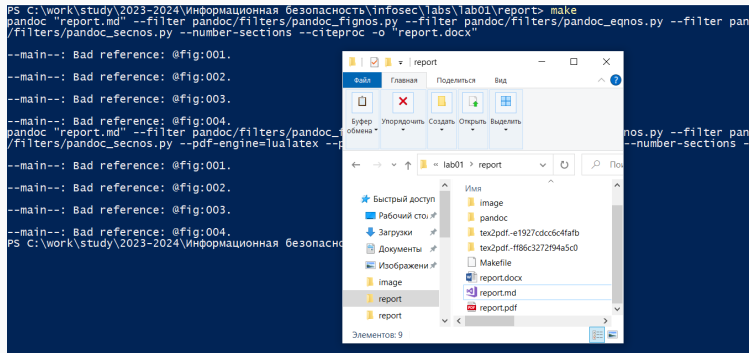 PS C:\work\study\2023-2024\Информационная безопасность\infosec\labs\lab01\report> make
pandoc "report.md" --filter pandoc/filters/pandoc_fignos.py --filter pandoc/filters/pandoc_eqnos.py --filter pan
/filters/pandoc_secnos.py --number-sections --citeproc -o "report.docx"
--main--: Bad reference: @fig:001.
--main--: Bad reference: @fig:002.
--main--: Bad reference: @fig:003.
--main--: Bad reference: @fig:004.
pandoc "report.md" --filter pandoc/filters/pandoc_f nos.py --filter pan
/filters/pandoc_secnos.py --pdf-engine=lualatex --p --number-sections -
--main--: Bad reference: @fig:001.
--main--: Bad reference: @fig:002.
--main--: Bad reference: @fig:003.
--main--: Bad reference: @fig:004.
PS C:\work\study\2023-2024\Информационная безопасно
report
Файл Главная Поделиться Вид
Буфер обмена Упорядочить Создать Открыть Выделить
« lab01 > report
Пои
Имя
Быстрый доступ
Рабочий сто
Загрузки
Документы
Изображени
image
report
report
image
pandoc
tex2pdf.-e1927cdcc6c4fafb
tex2pdf.-ff86c3272f94a5c0
Makefile
report.docx
report.md
report.pdf
Элементов: 9